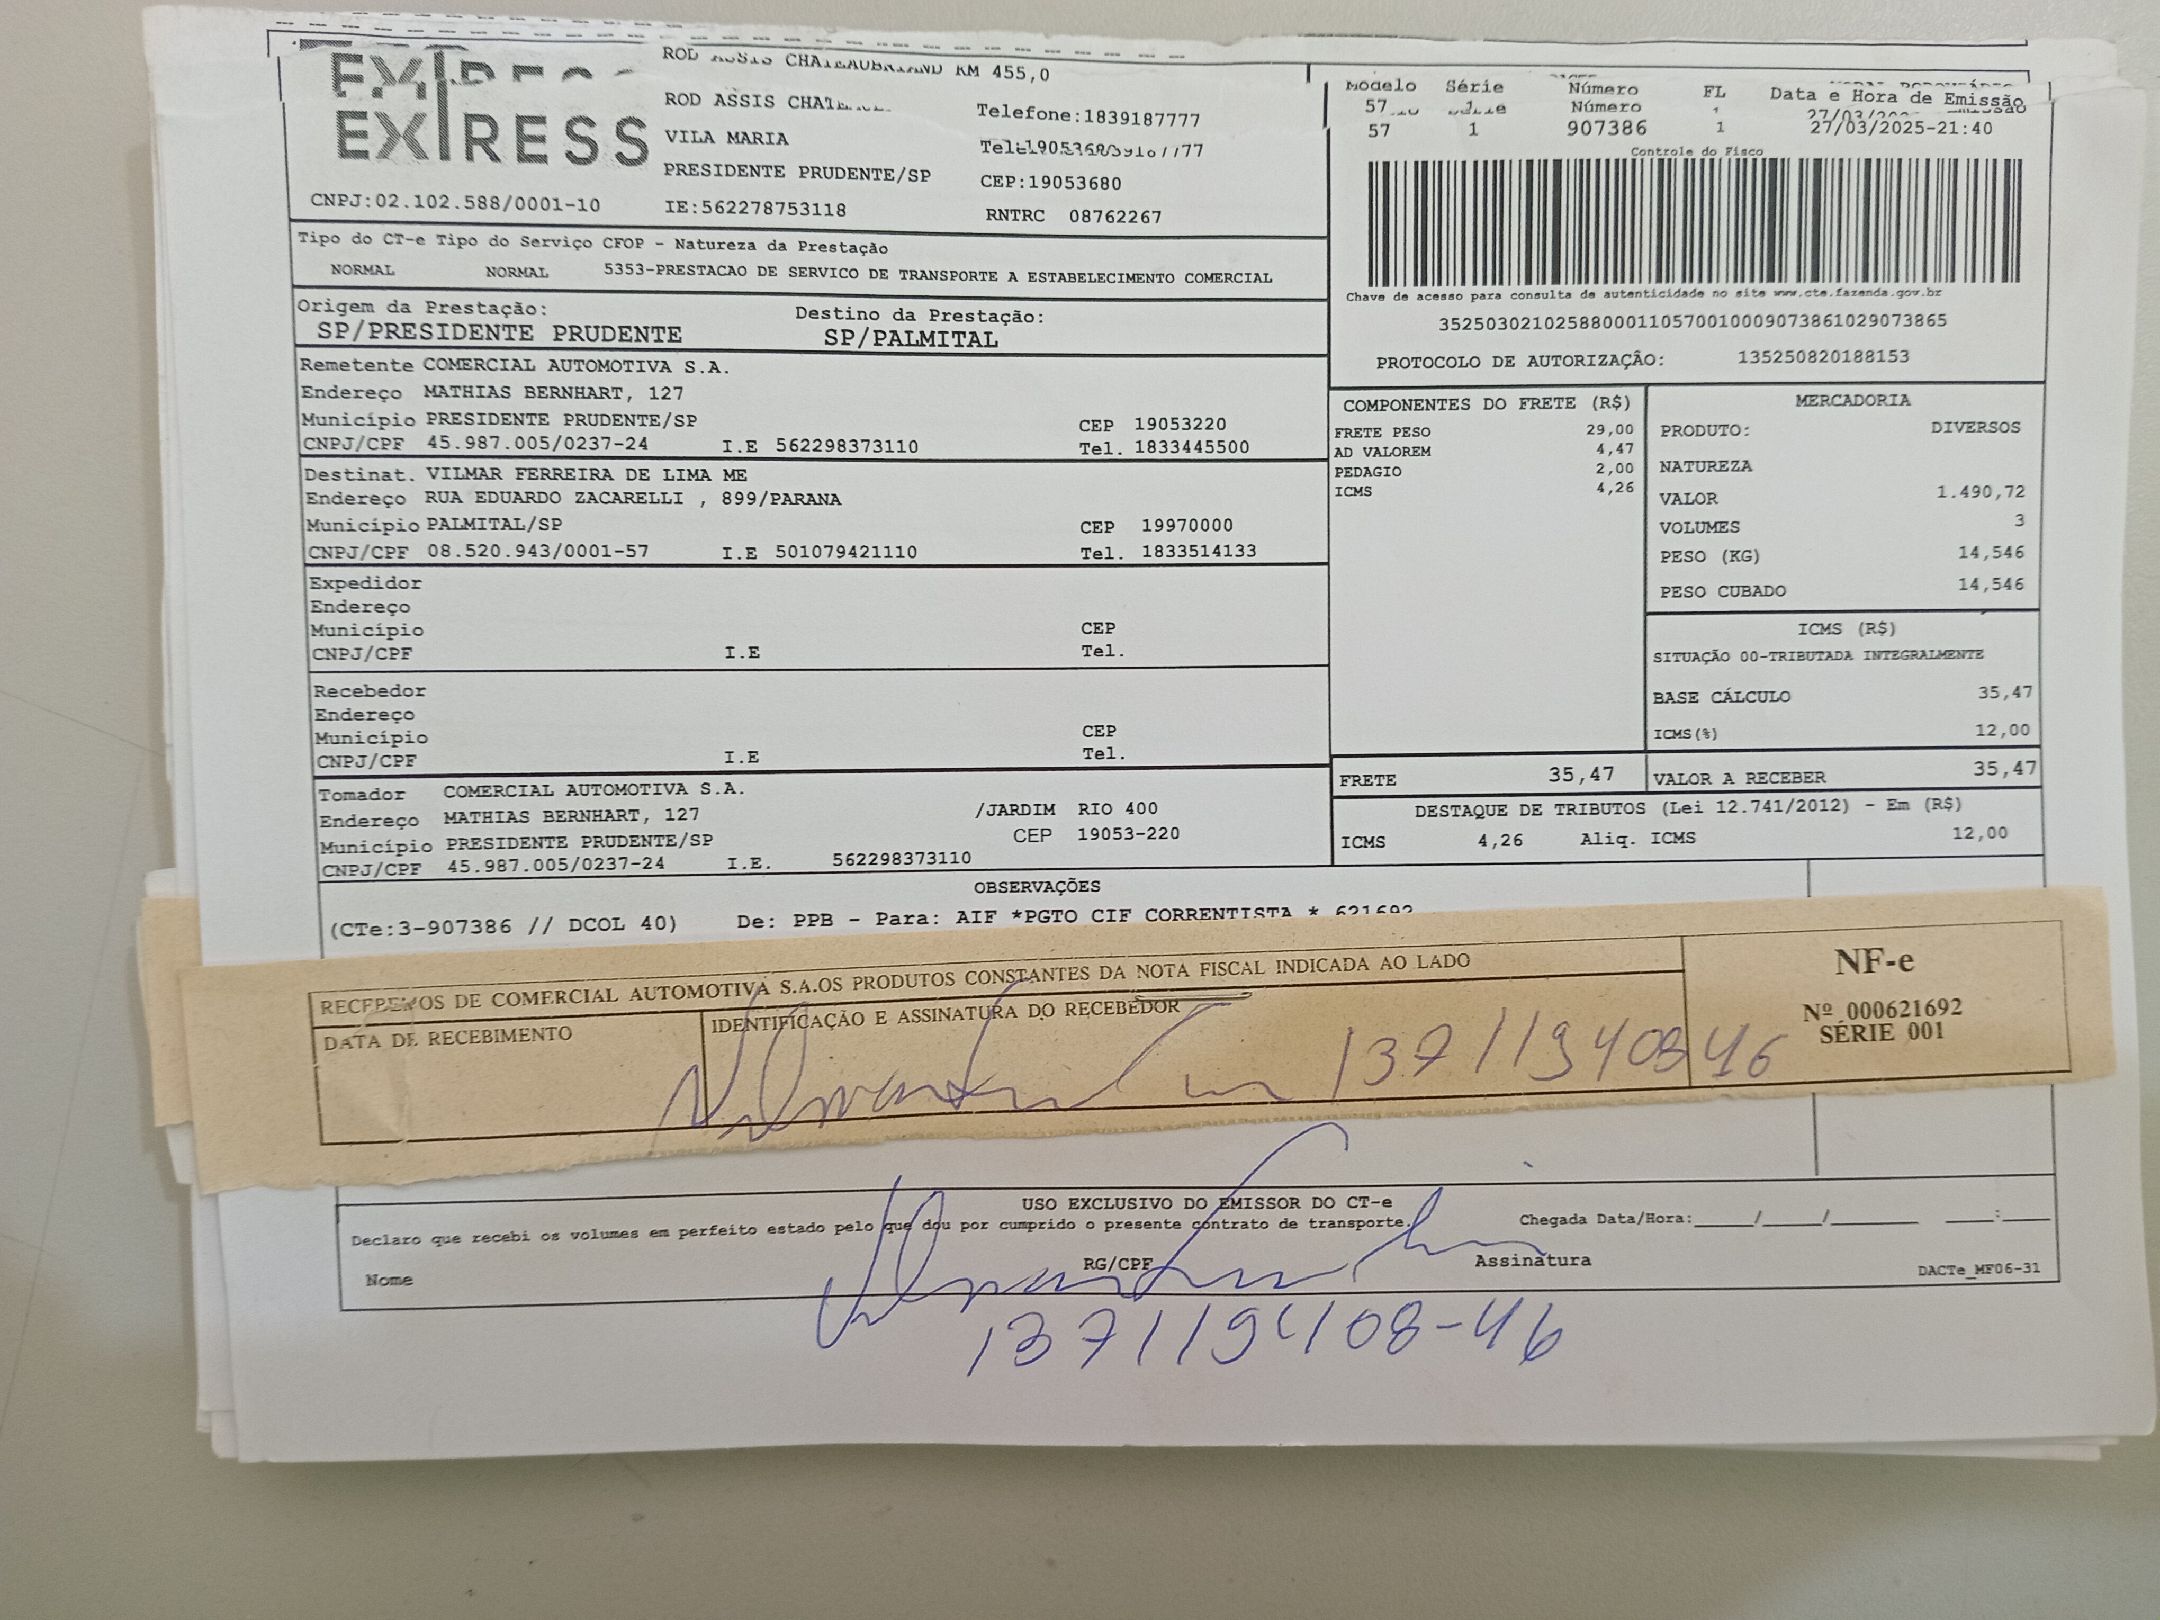 EXPRESS
ROD ASSIS CHATEAUBRIAND KM 455,0
ROD ASSIS
Telefone:1839187777
VILA MARIA
PRESIDENTE PRUDENTE/SP
CEP:19053680
CNPJ:02.102.588/0001-10
IE:562278753118
RNTRC 08762267
Modelo Série Número FL Data e Hora de Emissão
57 Número
57 1 907386 1 27/03/2025-21:40
Controle do Fisco
Chave de acesso para consulta de autenticidade no site www.cte.fazenda.gov.br
35250302102588000110570010009073861029073865
PROTOCOLO DE AUTORIZAÇÃO: 135250820188153
Tipo do CT-e Tipo do Serviço CFOP - Natureza da Prestação
NORMAL NORMAL 5353-PRESTACAO DE SERVICO DE TRANSPORTE A ESTABELECIMENTO COMERCIAL
Origem da Prestação: Destino da Prestação:
SP/PRESIDENTE PRUDENTE SP/PALMITAL
Remetente COMERCIAL AUTOMOTIVA S.A.
Endereço MATHIAS BERNHART, 127
Município PRESIDENTE PRUDENTE/SP CEP 19053220
CNPJ/CPF 45.987.005/0237-24 I.E 562298373110 Tel. 1833445500
Destinat. VILMAR FERREIRA DE LIMA ME
Endereço RUA EDUARDO ZACARELLI , 899/PARANA
Município PALMITAL/SP CEP 19970000
CNPJ/CPF 08.520.943/0001-57 I.E 501079421110 Tel. 1833514133
Expedidor
Endereço
Município CEP
CNPJ/CPF I.E Tel.
Recebedor
Endereço
Município CEP
CNPJ/CPF I.E Tel.
Tomador COMERCIAL AUTOMOTIVA S.A.
Endereço MATHIAS BERNHART, 127 /JARDIM RIO 400
Município PRESIDENTE PRUDENTE/SP CEP 19053-220
CNPJ/CPF 45.987.005/0237-24 I.E. 562298373110
COMPONENTES DO FRETE (R$)
FRETE PESO 29,00
AD VALOREM 4,47
PEDAGIO 2,00
ICMS 4,26
MERCADORIA
PRODUTO: DIVERSOS
NATUREZA
VALOR 1.490,72
VOLUMES 3
PESO (KG) 14,546
PESO CUBADO 14,546
ICMS (R$)
SITUAÇÃO 00-TRIBUTADA INTEGRALMENTE
BASE CÁLCULO 35,47
ICMS(%) 12,00
FRETE 35,47 VALOR A RECEBER 35,47
DESTAQUE DE TRIBUTOS (Lei 12.741/2012) - Em (R$)
ICMS 4,26 Aliq. ICMS 12,00
OBSERVAÇÕES
(CTe:3-907386 // DCOL 40) De: PPB - Para: AIF *PGTO CIF CORRENTISTA * 621692
RECEBEMOS DE COMERCIAL AUTOMOTIVA S.A.OS PRODUTOS CONSTANTES DA NOTA FISCAL INDICADA AO LADO
DATA DE RECEBIMENTO
IDENTIFICAÇÃO E ASSINATURA DO RECEBEDOR
13711940846
NF-e
Nº 000621692
SÉRIE 001
USO EXCLUSIVO DO EMISSOR DO CT-e
Declaro que recebi os volumes em perfeito estado pelo que dou por cumprido o presente contrato de transporte. Chegada Data/Hora:____/____/______ ____:____
Nome RG/CPF Assinatura
DACTe_MF06-31
137119408-46